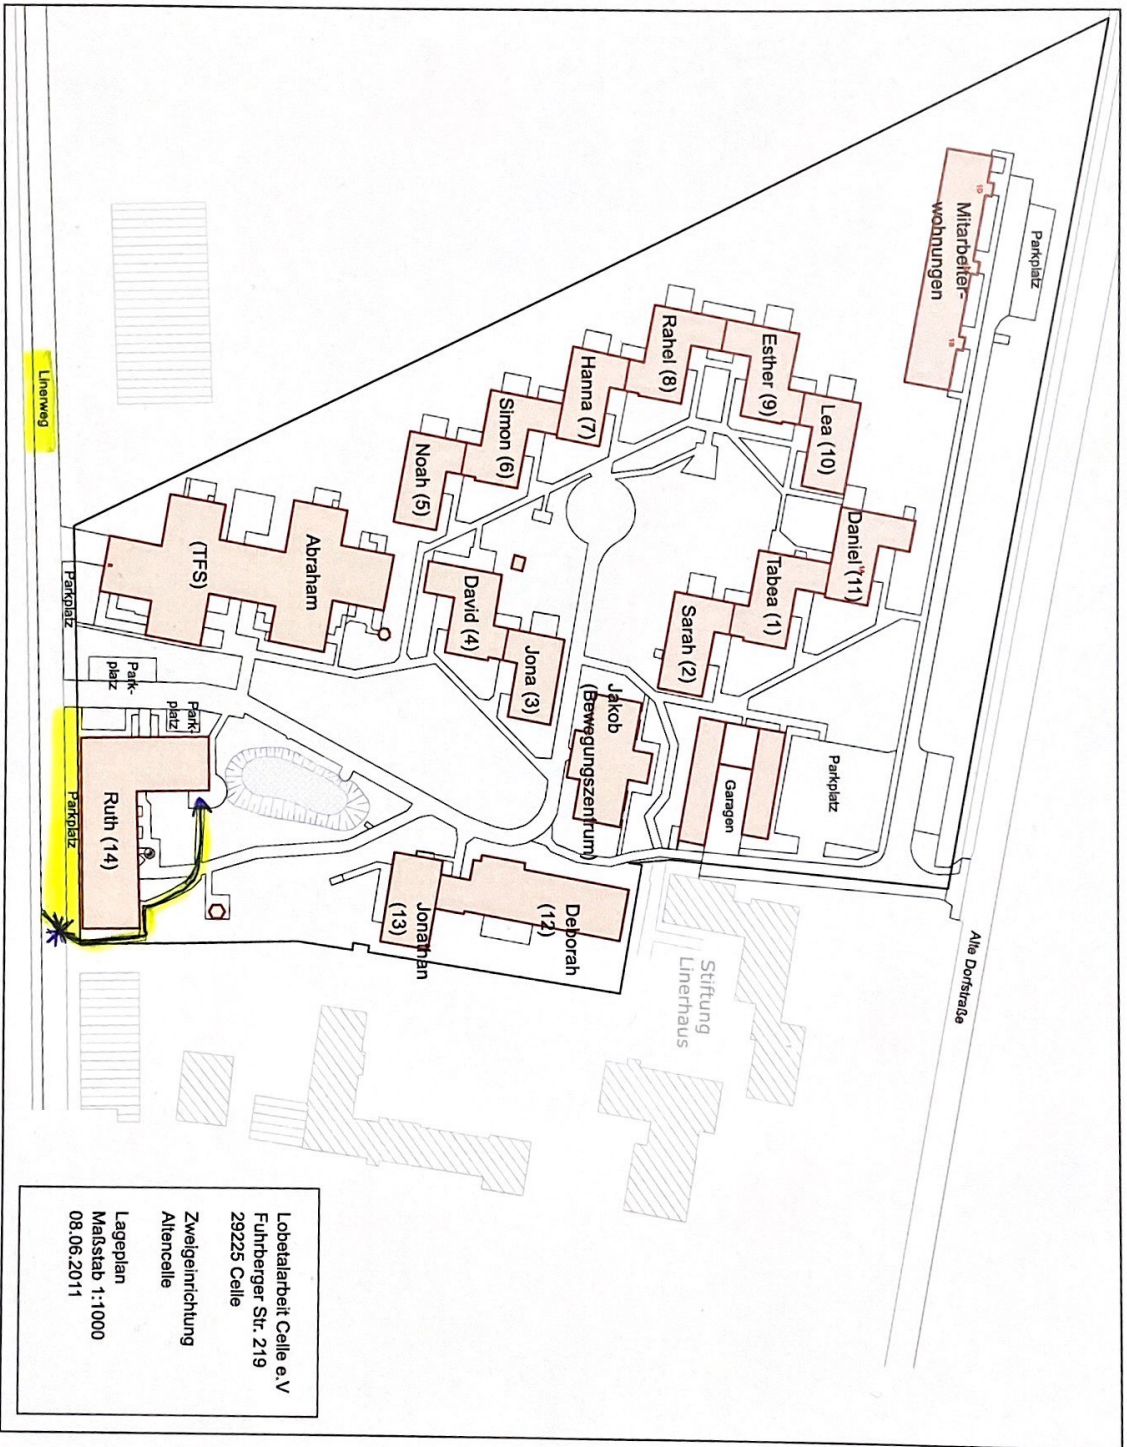 Alte Dorfstraße
Parkplatz
1D
1B
Mitarbeiter-
wohnungen
Esther (9)
Lea (10)
Rahel (8)
Hanna (7)
Simon (6)
Noah (5)
Daniel (11)
Tabea (1)
Sarah (2)
David (4)
Jona (3)
Jakob
(Bewegungszentrum)
Garagen
Parkplatz
Abraham
(TFS)
Linerweg
Parkplatz
Park-
platz
Park-
platz
Parkplatz
Ruth (14)
Jonathan
(13)
Deborah
(12)
Stiftung
Linerhaus
Lobetalarbeit Celle e.V
Fuhrberger Str. 219
29225 Celle
Zweigeinrichtung
Altencelle
Lageplan
Maßstab 1:1000
08.06.2011